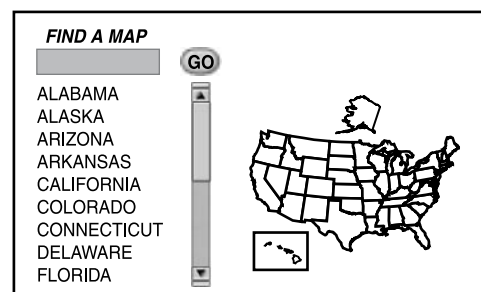 FIND A MAP
GO
ALABAMA
ALASKA
ARIZONA
ARKANSAS
CALIFORNIA
COLORADO
CONNECTICUT
DELAWARE
FLORIDA